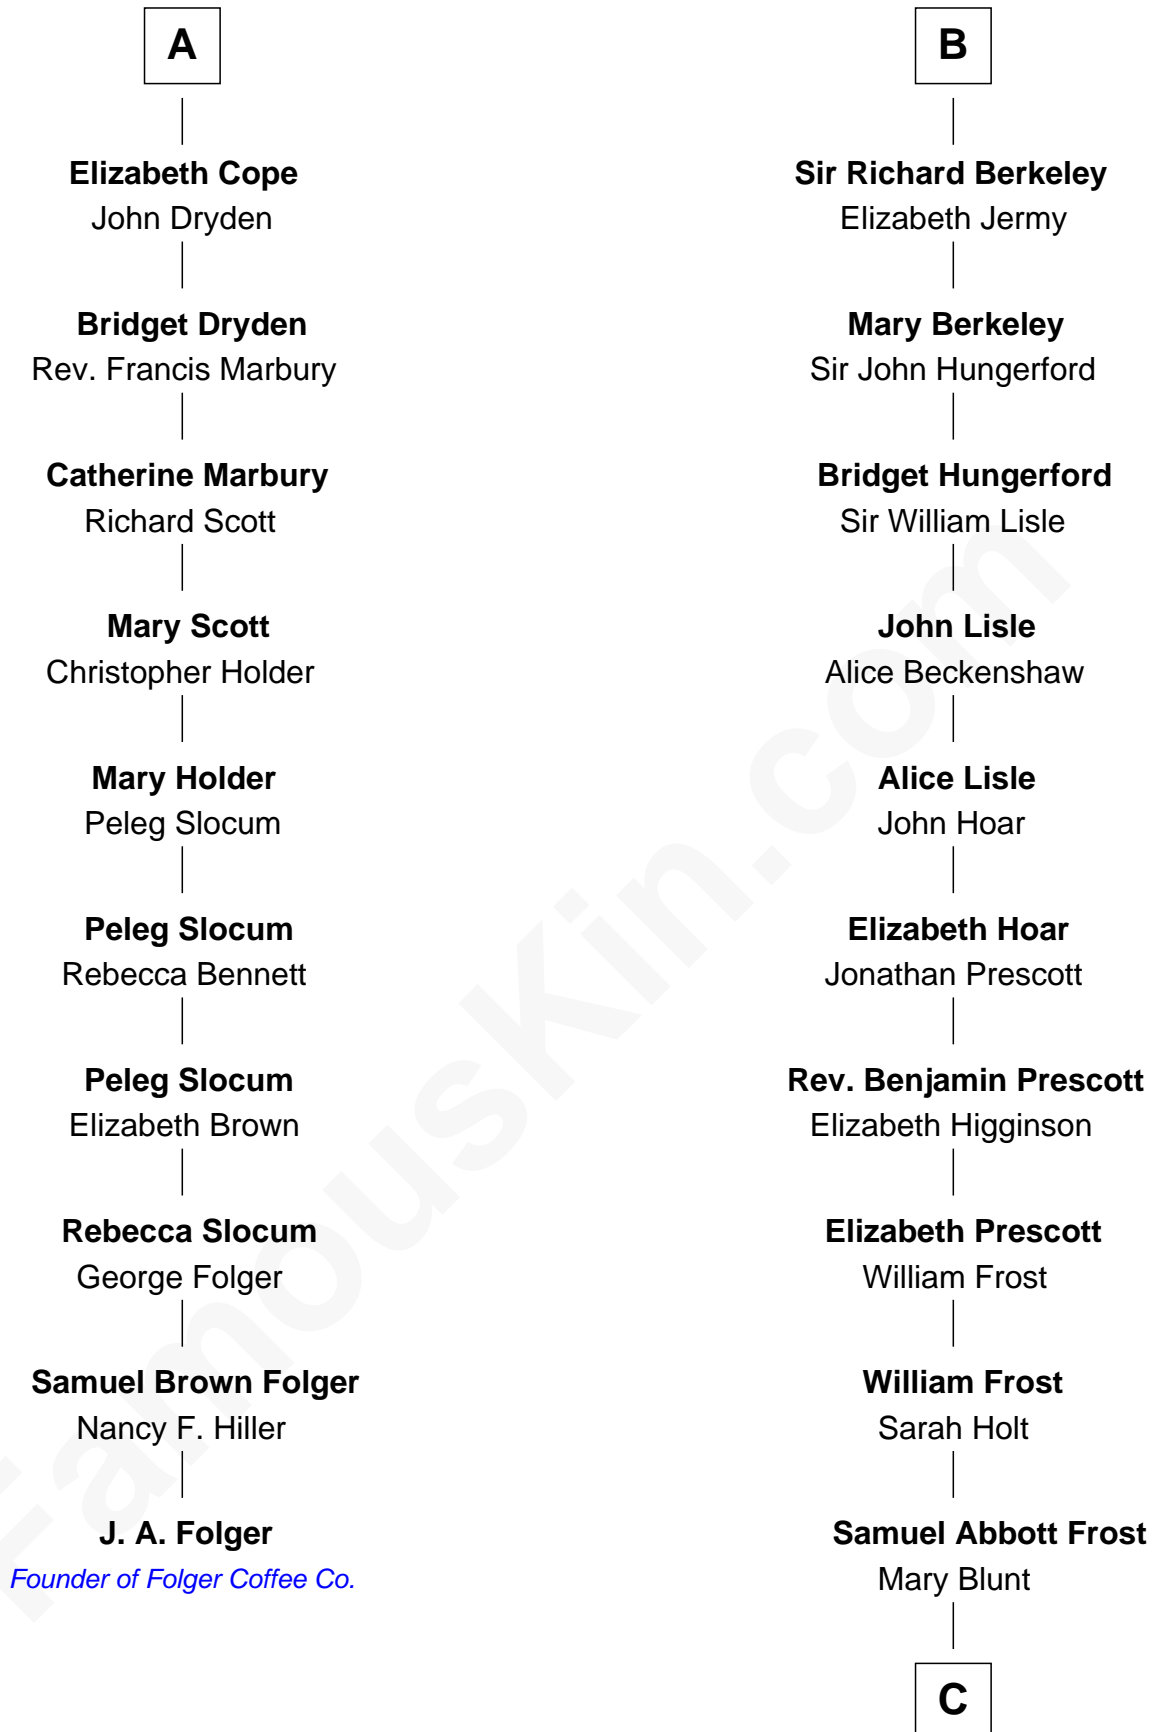 A
Elizabeth Cope
John Dryden
Bridget Dryden
Rev. Francis Marbury
Catherine Marbury
Richard Scott
Mary Scott
Christopher Holder
Mary Holder
Peleg Slocum
Peleg Slocum
Rebecca Bennett
Peleg Slocum
Elizabeth Brown
Rebecca Slocum
George Folger
Samuel Brown Folger
Nancy F. Hiller
J. A. Folger
Founder of Folger Coffee Co.
B
Sir Richard Berkeley
Elizabeth Jermy
Mary Berkeley
Sir John Hungerford
Bridget Hungerford
Sir William Lisle
John Lisle
Alice Beckenshaw
Alice Lisle
John Hoar
Elizabeth Hoar
Jonathan Prescott
Rev. Benjamin Prescott
Elizabeth Higginson
Elizabeth Prescott
William Frost
William Frost
Sarah Holt
Samuel Abbott Frost
Mary Blunt
C
FamousKin.com